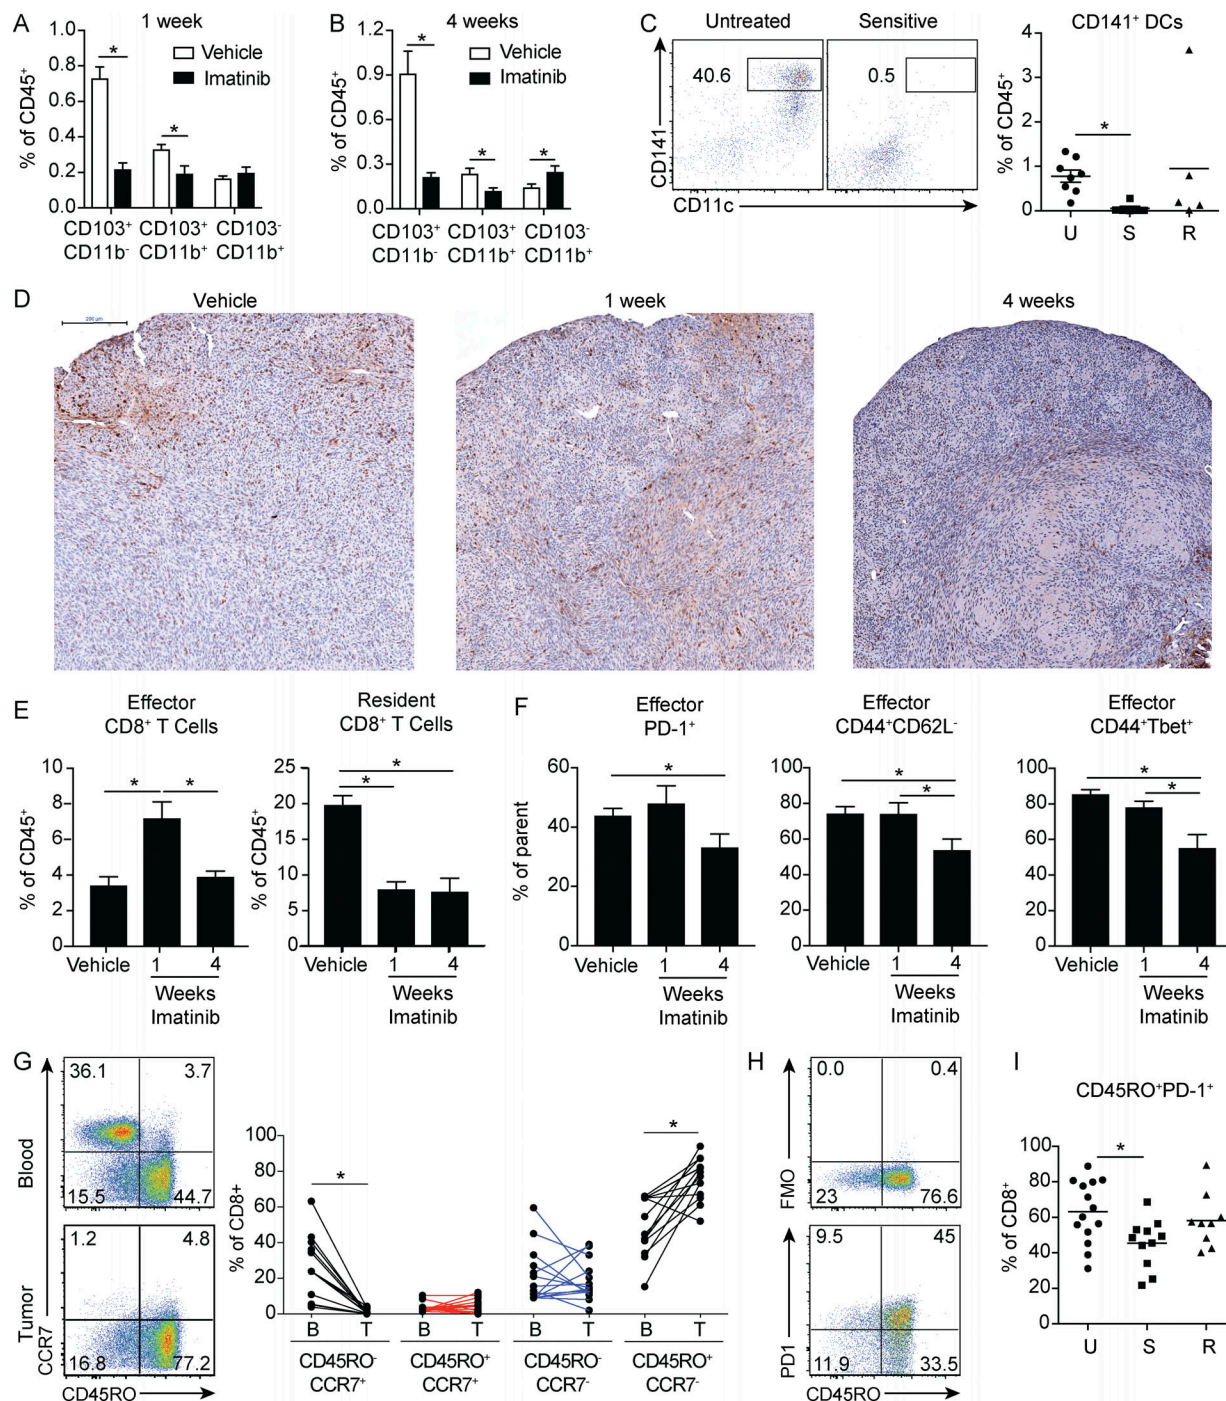 A
1 week
*
*
Vehicle
Imatinib
% of CD45⁺
0.8
0.6
0.4
0.2
0.0
CD103⁺ CD103⁺ CD103⁻
CD11b⁻ CD11b⁺ CD11b⁺
B
4 weeks
*
*
*
Vehicle
Imatinib
% of CD45⁺
1.2
0.9
0.6
0.3
0.0
CD103⁺ CD103⁺ CD103⁻
CD11b⁻ CD11b⁺ CD11b⁺
C
Untreated Sensitive
40.6
0.5
CD141
CD11c
CD141⁺ DCs
% of CD45⁺
4
3
2
1
0
*
U S R
D
Vehicle 1 week 4 weeks
E
Effector
CD8⁺ T Cells
% of CD45⁺
8
6
4
2
0
* *
Vehicle 1 4
Weeks
Imatinib
Resident
CD8⁺ T Cells
% of CD45⁺
25
20
15
10
5
0
*
*
Vehicle 1 4
Weeks
Imatinib
F
Effector
PD-1⁺
% of parent
60
40
20
0
*
Vehicle 1 4
Weeks
Imatinib
Effector
CD44⁺CD62L⁻
100
80
60
40
20
0
*
*
Vehicle 1 4
Weeks
Imatinib
Effector
CD44⁺Tbet⁺
100
80
60
40
20
0
*
*
Vehicle 1 4
Weeks
Imatinib
G
Blood
36.1 3.7
15.5 44.7
Tumor
CCR7
1.2 4.8
16.8 77.2
CD45RO
% of CD8+
100
80
60
40
20
0
*
*
B T B T B T B T
CD45RO⁻ CD45RO⁺ CD45RO⁻ CD45RO⁺
CCR7⁺ CCR7⁺ CCR7⁻ CCR7⁻
H
FMO
0.0 0.4
23 76.6
PD1
9.5 45
11.9 33.5
CD45RO
I
CD45RO⁺PD-1⁺
% of CD8⁺
100
80
60
40
20
0
*
U S R